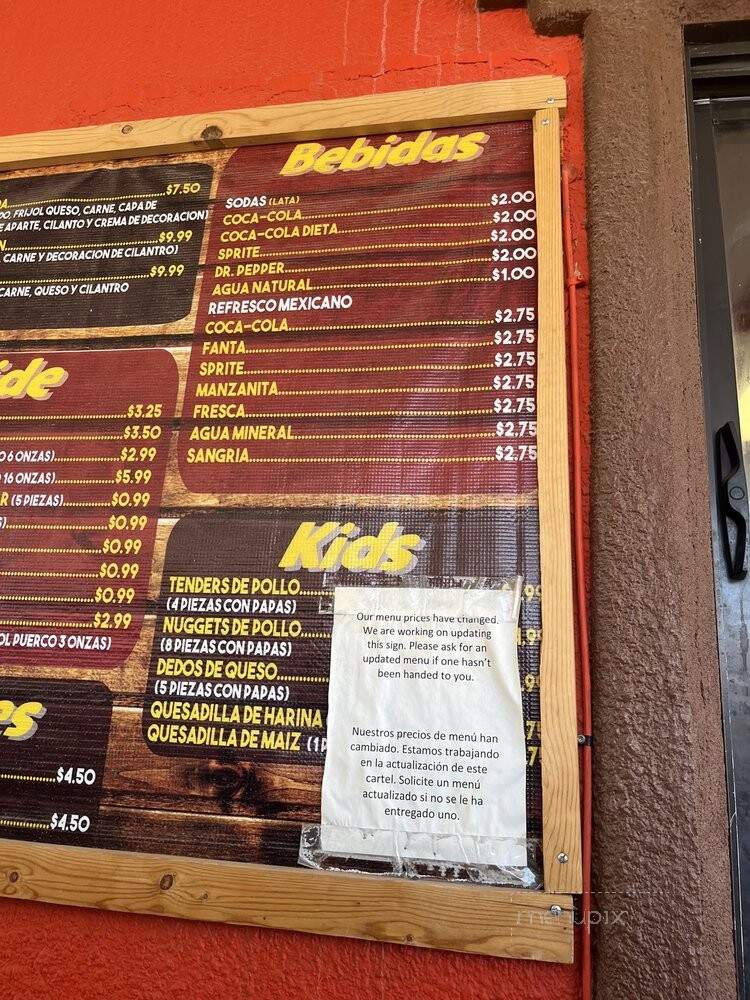 $7.50
FRIJOL QUESO, CARNE, CAPA DE
APARTE, CILANTO Y CREMA DE DECORACION)
$9.99
CARNE Y DECORACION DE CILANTRO)
$9.99
CARNE, QUESO Y CILANTRO
$3.25
$3.50
6 ONZAS) $2.99
16 ONZAS) $5.99
(5 PIEZAS) $0.99
$0.99
$0.99
$0.99
$0.99
$2.99
PUERCO 3 ONZAS)
$4.50
$4.50
Bebidas
SODAS (LATA) $2.00
COCA-COLA $2.00
COCA-COLA DIETA $2.00
SPRITE $2.00
DR. PEPPER $1.00
AGUA NATURAL
REFRESCO MEXICANO
COCA-COLA $2.75
FANTA $2.75
SPRITE $2.75
MANZANITA $2.75
FRESCA $2.75
AGUA MINERAL $2.75
SANGRIA $2.75
Kids
TENDERS DE POLLO
(4 PIEZAS CON PAPAS)
NUGGETS DE POLLO
(8 PIEZAS CON PAPAS)
DEDOS DE QUESO
(5 PIEZAS CON PAPAS)
QUESADILLA DE HARINA
QUESADILLA DE MAIZ
Our menu prices have changed.
We are working on updating
this sign. Please ask for an
updated menu if one hasn't
been handed to you.
Nuestros precios de menú han
cambiado. Estamos trabajando
en la actualización de este
cartel. Solicite un menú
actualizado si no se le ha
entregado uno.
menupix